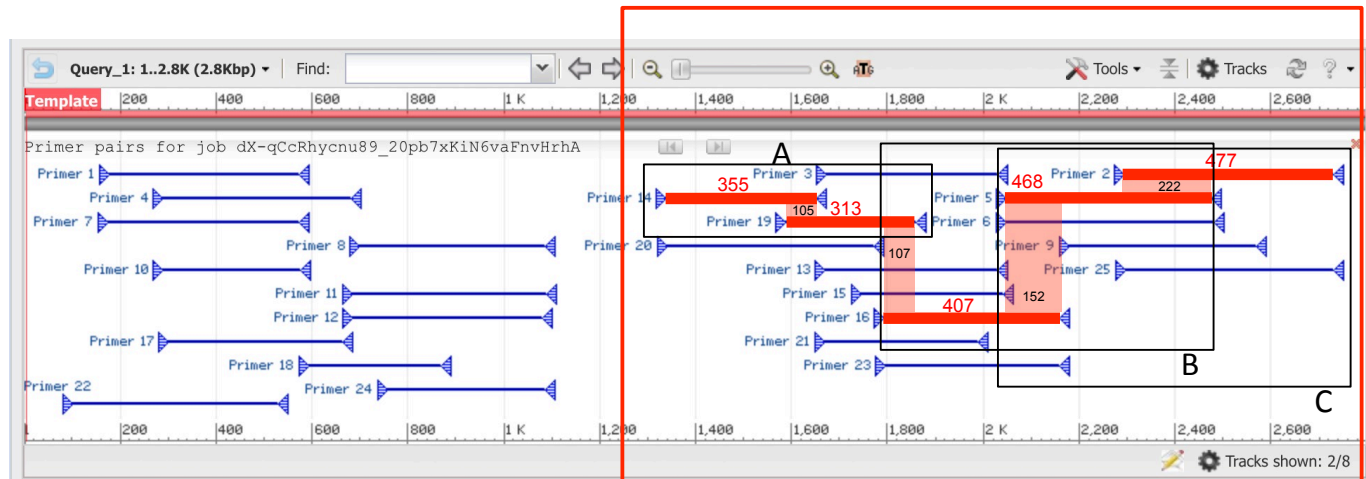 Query_1: 1..2.8K (2.8Kbp) Find: ATG Tools Tracks ?
Template 200 400 600 800 1 K 1,200 1,400 1,600 1,800 2 K 2,200 2,400 2,600
Primer pairs for job dX-qCcRhycnu89_20pb7xKiN6vaFnvHrhA
A
477
Primer 1 Primer 3 Primer 2
355 468 222
Primer 4 Primer 14 Primer 5
105 313
Primer 7 Primer 19 Primer 6
Primer 8 Primer 20 Primer 9
107
Primer 10 Primer 13 Primer 25
Primer 11 Primer 15 152
407
Primer 12 Primer 16
Primer 17 Primer 21
Primer 18 Primer 23 B
Primer 22 Primer 24
C
200 400 600 800 1 K 1,200 1,400 1,600 1,800 2 K 2,200 2,400 2,600
Tracks shown: 2/8